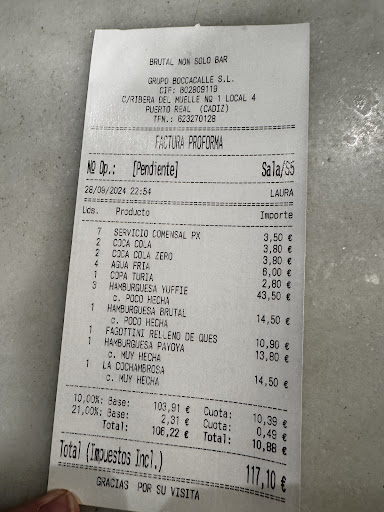 BRUTAL NON SOLO BAR
GRUPO BOCCACALLE S.L.
CIF: B02809119
C/RIBERA DEL MUELLE Nº 1 LOCAL 4
PUERTO REAL (CADIZ)
TFN.: 623270128
FACTURA PROFORMA
Nº Op.: [Pendiente] Sala/S5
28/09/2024 22:54 LAURA
Uds. Producto Importe
7 SERVICIO COMENSAL PX 3,50 €
2 COCA COLA 3,80 €
2 COCA COLA ZERO 3,80 €
4 AGUA FRIA 6,00 €
1 COPA TURIA 2,80 €
3 HAMBURGUESA YUFFIE 43,50 €
c. POCO HECHA
1 HAMBURGUESA BRUTAL 14,50 €
c. POCO HECHA
1 FAGOTTINI RELLENO DE QUES 10,90 €
1 HAMBURGUESA PAYOYA 13,80 €
c. MUY HECHA
1 LA COCHAMBROSA 14,50 €
c. MUY HECHA
10,00%: Base: 103,91 € Cuota: 10,39 €
21,00%: Base: 2,31 € Cuota: 0,49 €
Total: 106,22 € Total: 10,88 €
Total (Impuestos Incl.) 117,10 €
GRACIAS POR SU VISITA